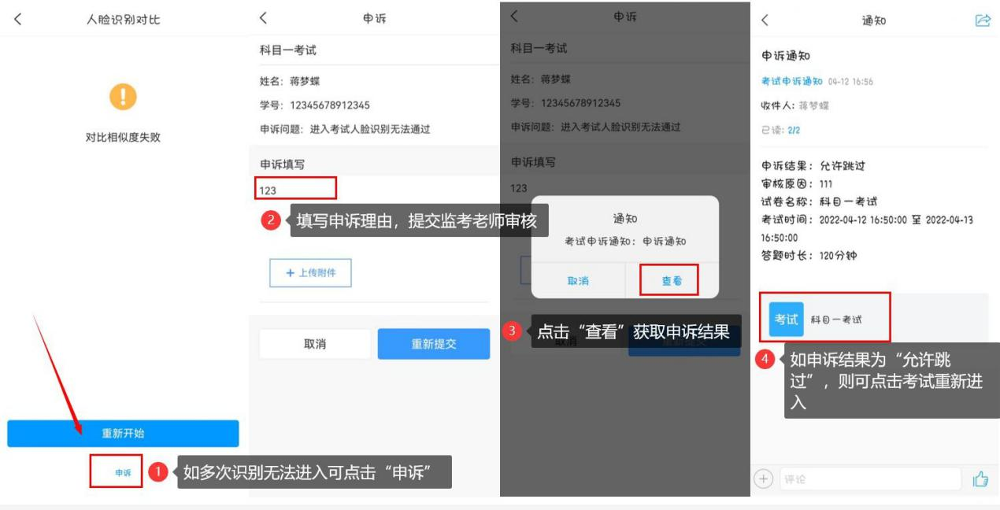 人脸识别对比
对比相似度失败
重新开始
申诉
1
如多次识别无法进入可点击“申诉”
申诉
科目一考试
姓名：蒋梦蝶
学号：12345678912345
申诉问题：进入考试人脸识别无法通过
申诉填写
123
2
填写申诉理由，提交监考老师审核
+ 上传附件
取消
重新提交
申诉
科目一考试
姓名：蒋梦蝶
学号：12345678912345
申诉问题：进入考试人脸识别无法通过
申诉填写
123
通知
考试申诉通知：申诉通知
取消
查看
3
点击“查看”获取申诉结果
取消
重新提交
通知
申诉通知
考试申诉通知 04-12 16:56
收件人: 蒋梦蝶
已读: 2/2
申诉结果：允许跳过
审核原因：111
试卷名称：科目一考试
考试时间：2022-04-12 16:50:00 至 2022-04-13
16:50:00
答题时长：120分钟
考试
科目一考试
4
如申诉结果为“允许跳
过”，则可点击考试重新进
入
评论